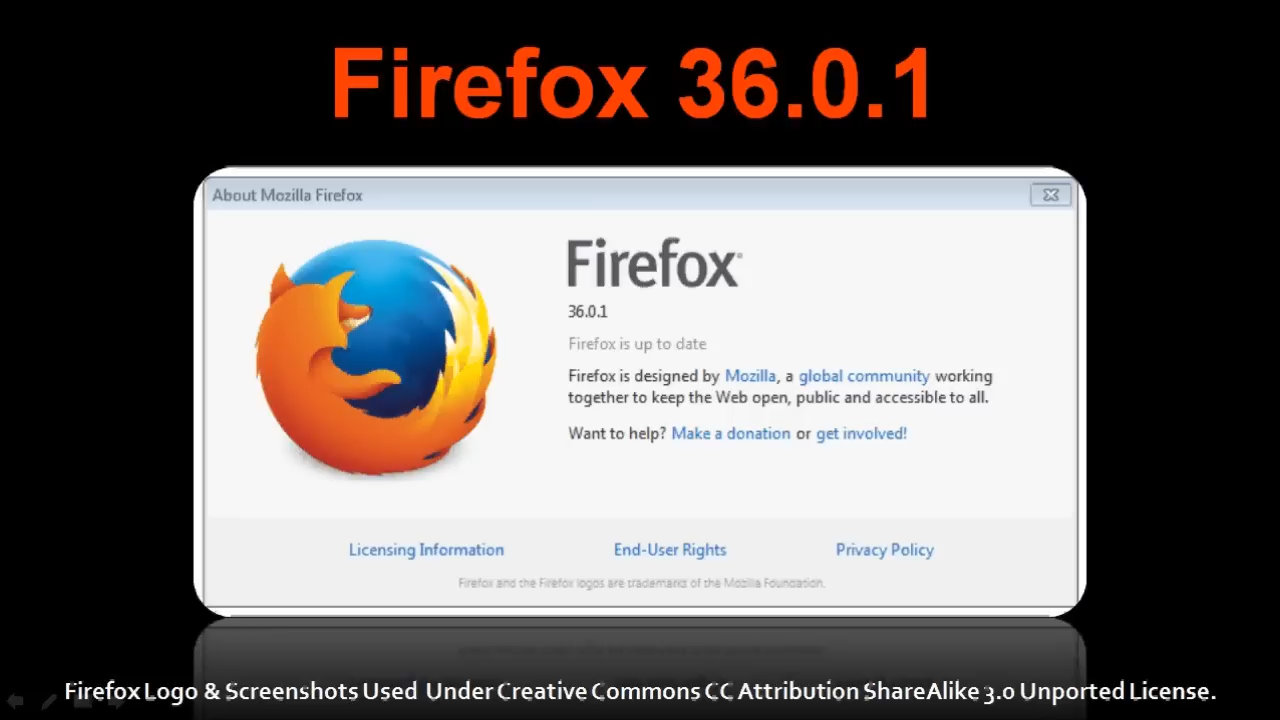 Firefox 36.0.1
About Mozilla Firefox
Firefox
36.0.1
Firefox is up to date
Firefox is designed by Mozilla, a global community working
together to keep the Web open, public and accessible to all.
Want to help? Make a donation or get involved!
Licensing Information End-User Rights Privacy Policy
Firefox and the Firefox logos are trademarks of the Mozilla Foundation.
Firefox Logo & Screenshots Used Under Creative Commons CC Attribution ShareAlike 3.0 Unported License.